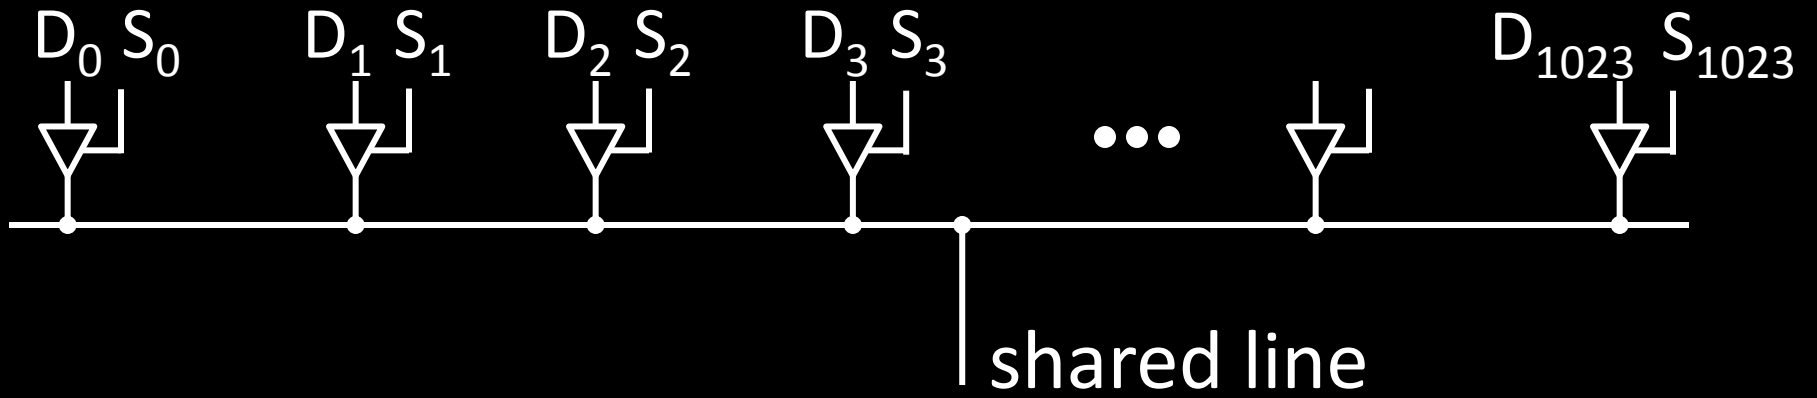 D₀ S₀ D₁ S₁ D₂ S₂ D₃ S₃ D₁₀₂₃ S₁₀₂₃
shared line